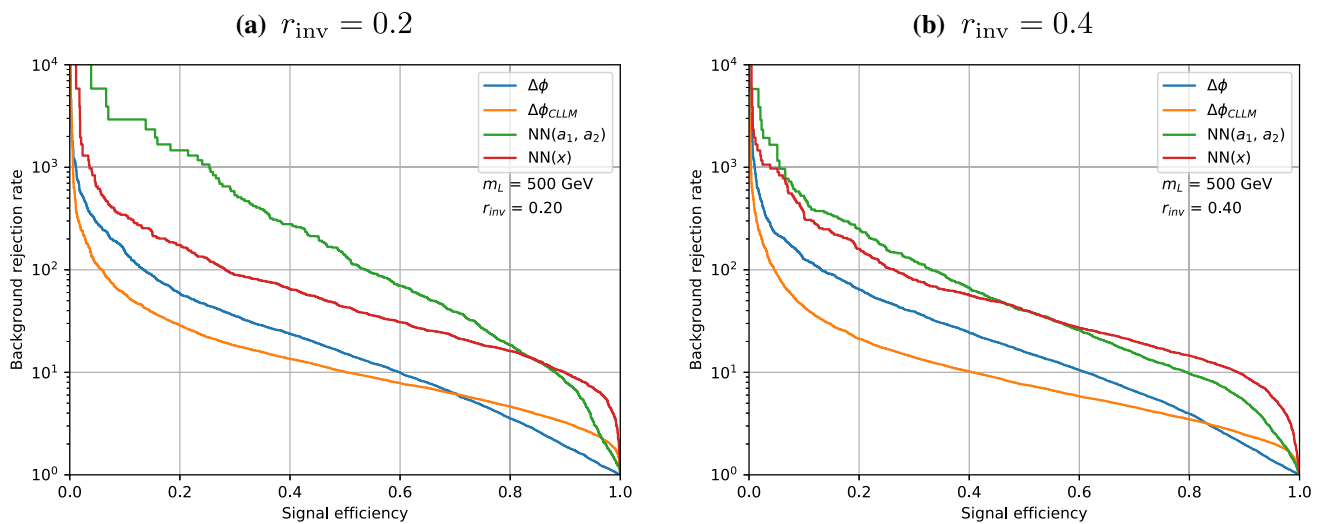 (a) r_inv = 0.2
10^4
10^3
10^2
10^1
10^0
Background rejection rate
0.0 0.2 0.4 0.6 0.8 1.0
Signal efficiency
Δϕ
Δϕ_CLLM
NN(a_1, a_2)
NN(x)
m_L = 500 GeV
r_inv = 0.20
(b) r_inv = 0.4
10^4
10^3
10^2
10^1
10^0
Background rejection rate
0.0 0.2 0.4 0.6 0.8 1.0
Signal efficiency
Δϕ
Δϕ_CLLM
NN(a_1, a_2)
NN(x)
m_L = 500 GeV
r_inv = 0.40